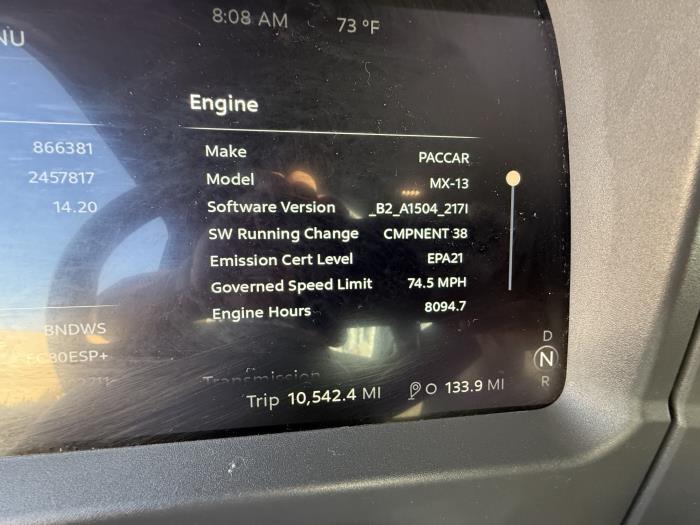 8:08 AM 73 °F
NU
Engine
866381
2457817
14.20
Make PACCAR
Model MX-13
Software Version _B2_A1504_217I
SW Running Change CMPNENT 38
Emission Cert Level EPA21
Governed Speed Limit 74.5 MPH
Engine Hours 8094.7
BNDWS
EC80ESP+
Transmission
Trip 10,542.4 MI 133.9 MI
D
N
R